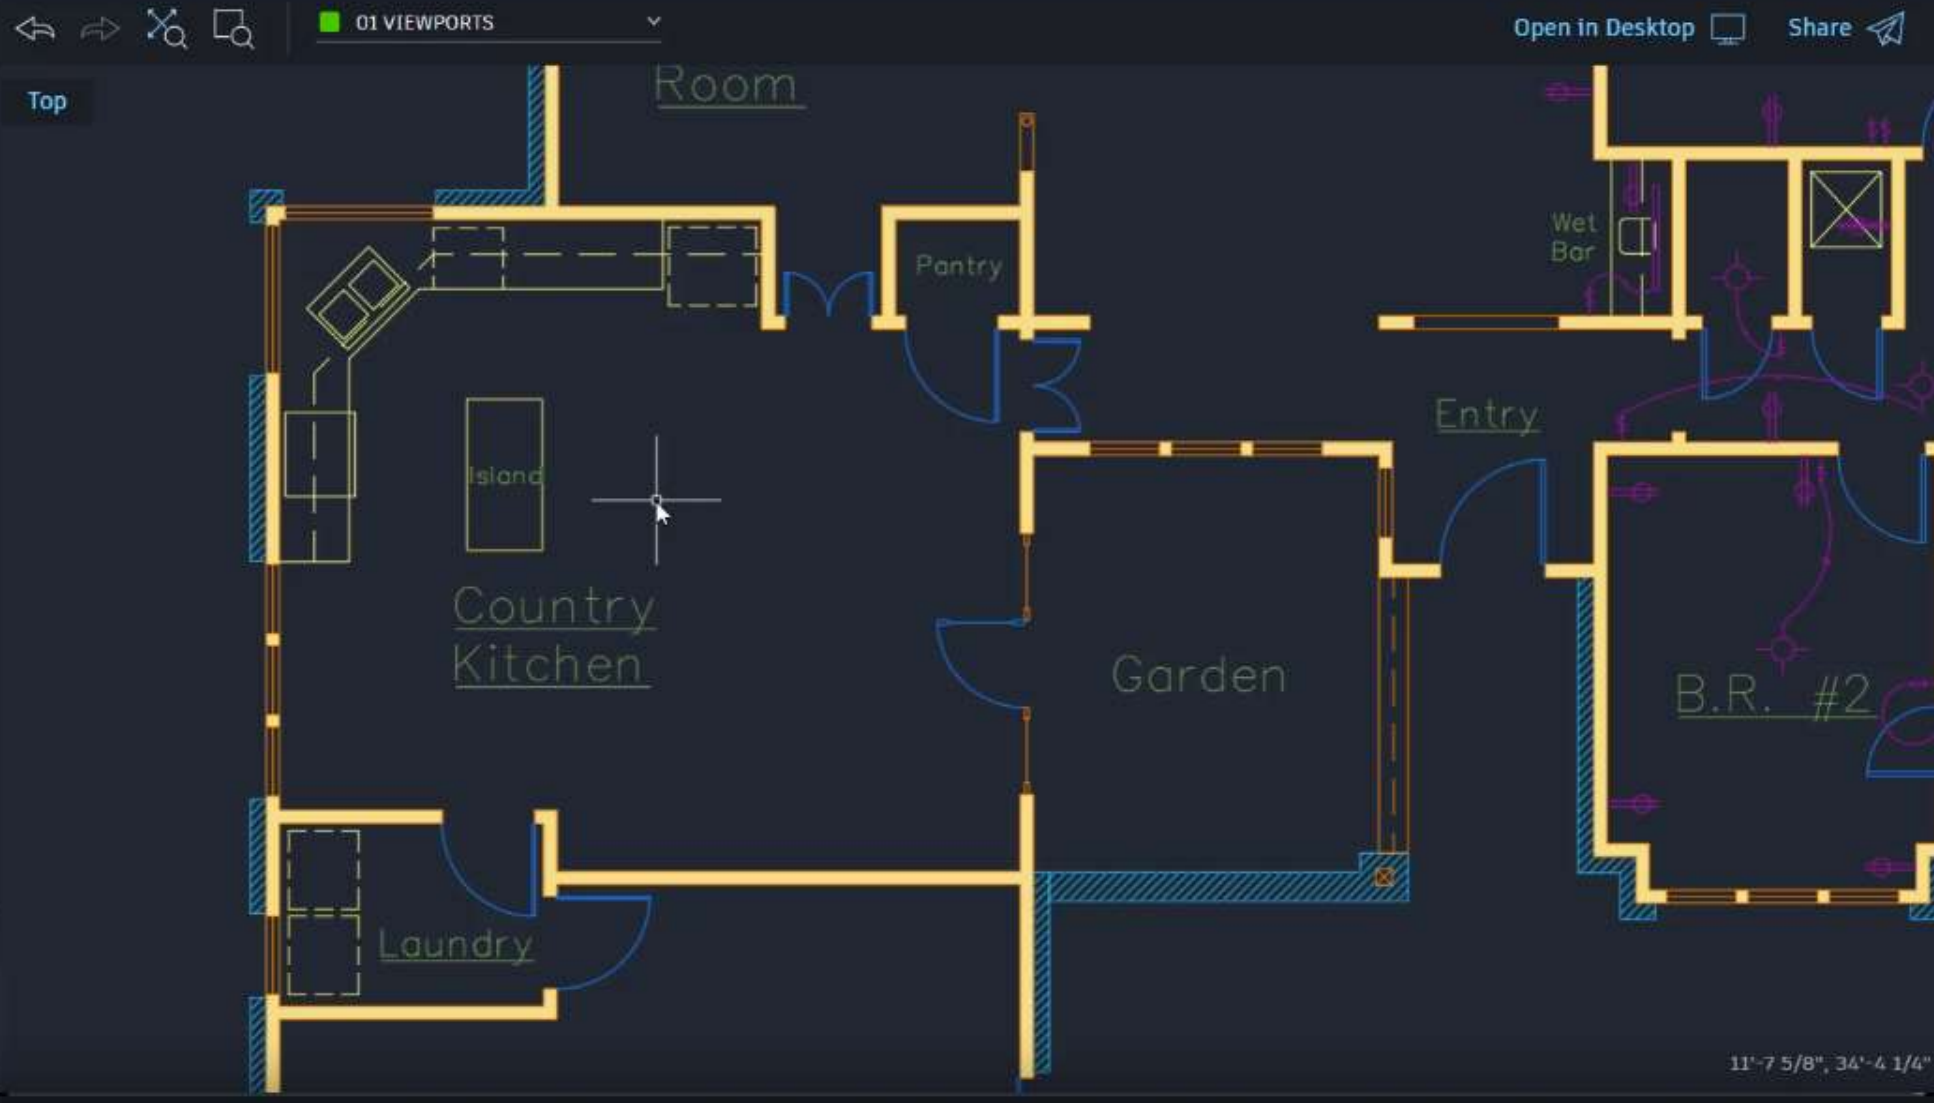 01 VIEWPORTS
Open in Desktop
Share
Top
Room
Pantry
Wet
Bar
Entry
Island
Country
Kitchen
Garden
B.R. #2
Laundry
11'-7 5/8", 34'-4 1/4"